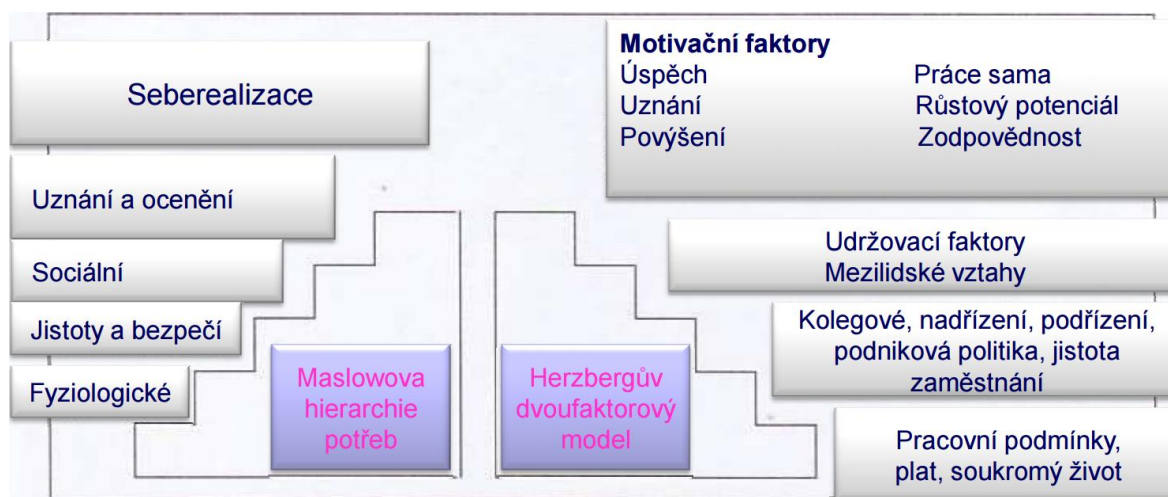 Seberealizace
Uznání a ocenění
Sociální
Jistoty a bezpečí
Fyziologické
Maslowova
hierarchie
potřeb
Herzbergův
dvoufaktorový
model
Motivační faktory
Úspěch Práce sama
Uznání Růstový potenciál
Povýšení Zodpovědnost
Udržovací faktory
Mezilidské vztahy
Kolegové, nadřízení, podřízení,
podniková politika, jistota
zaměstnání
Pracovní podmínky,
plat, soukromý život